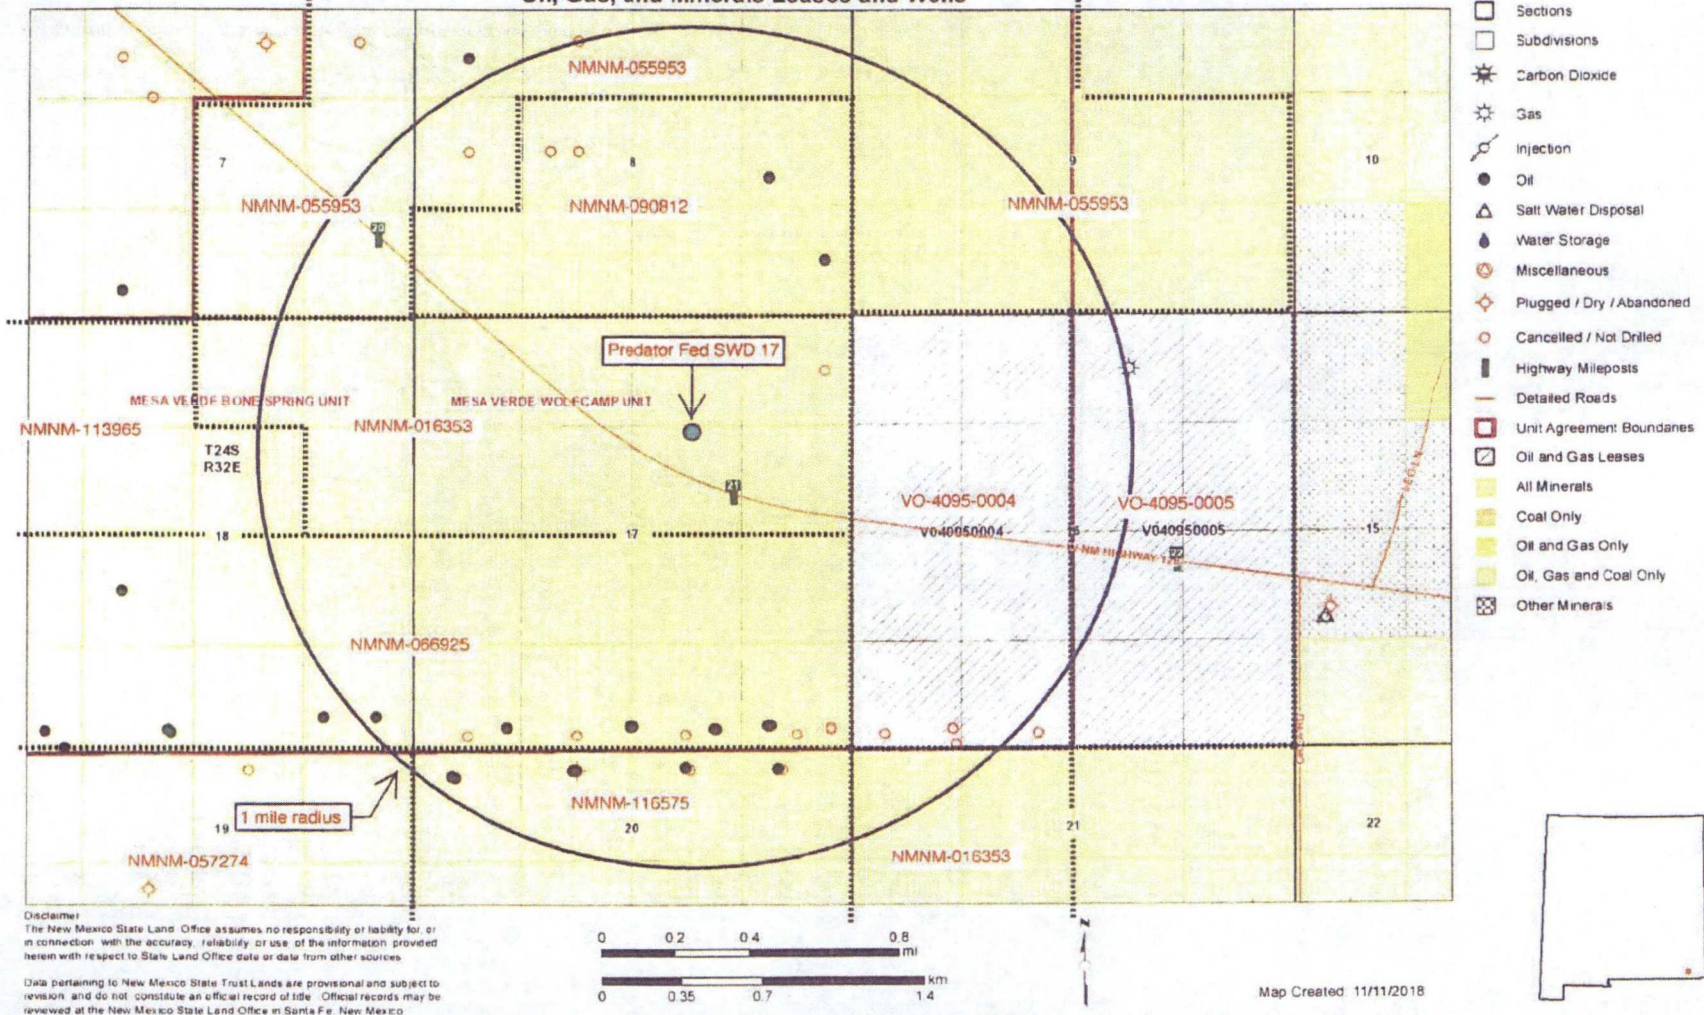 Oil, Gas, and Minerals Leases and Wells
NMNM-055953
7
8
9
10
NMNM-055953
NMNM-090812
NMNM-055953
20
Predator Fed SWD 17
MESA VERDE BONE SPRING UNIT
MESA VERDE WOLFCAMP UNIT
NMNM-113965
NMNM-016353
T24S
R32E
21
VO-4095-0004
VO-4095-0005
18
17
V040950004
V040950005
15
22
NM HIGHWAY 128
NMNM-066925
1 mile radius
NMNM-116575
19
20
21
22
NMNM-057274
NMNM-016353
Sections
Subdivisions
Carbon Dioxide
Gas
Injection
Oil
Salt Water Disposal
Water Storage
Miscellaneous
Plugged / Dry / Abandoned
Cancelled / Not Drilled
Highway Mileposts
Detailed Roads
Unit Agreement Boundaries
Oil and Gas Leases
All Minerals
Coal Only
Oil and Gas Only
Oil, Gas and Coal Only
Other Minerals
Disclaimer
The New Mexico State Land Office assumes no responsibility or liability for, or
in connection with, the accuracy, reliability or use of the information provided
herein with respect to State Land Office data or data from other sources
Data pertaining to New Mexico State Trust Lands are provisional and subject to
revision, and do not constitute an official record of title. Official records may be
reviewed at the New Mexico State Land Office in Santa Fe, New Mexico
0 0.2 0.4 0.8
mi
km
0 0.35 0.7 1.4
N
Map Created: 11/11/2018